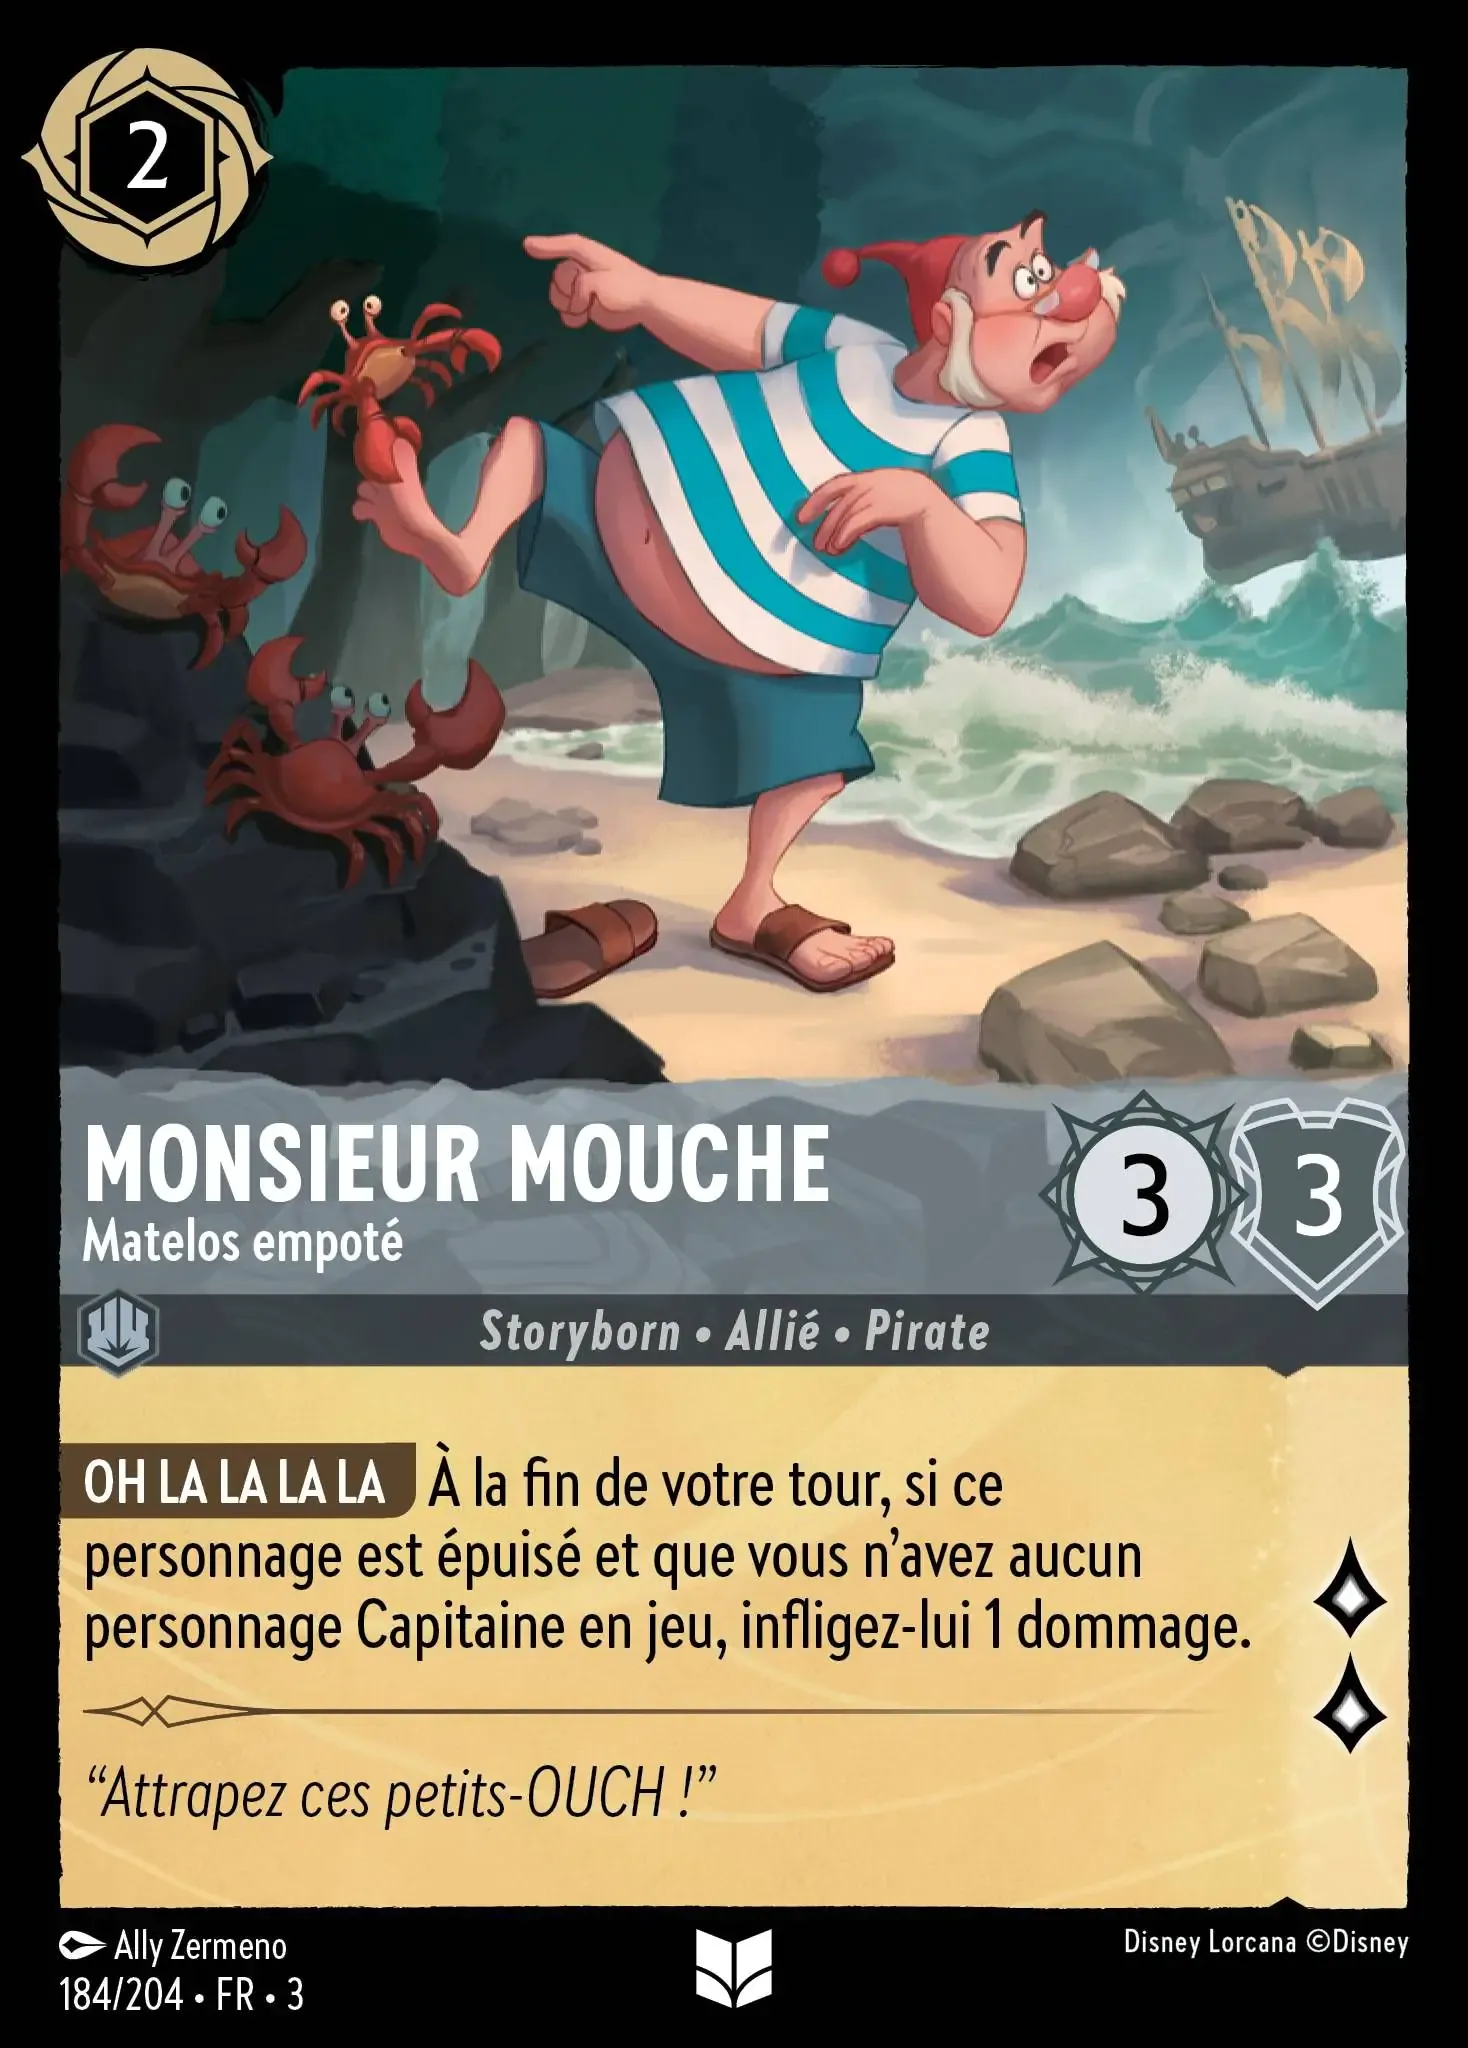 2
MONSIEUR MOUCHE
Matelos empoté
3
3
Storyborn • Allié • Pirate
OH LA LA LA LA À la fin de votre tour, si ce
personnage est épuisé et que vous n'avez aucun
personnage Capitaine en jeu, infligez-lui 1 dommage.
“Attrapez ces petits-OUCH !”
Ally Zermeno
184/204 • FR • 3
Disney Lorcana ©Disney